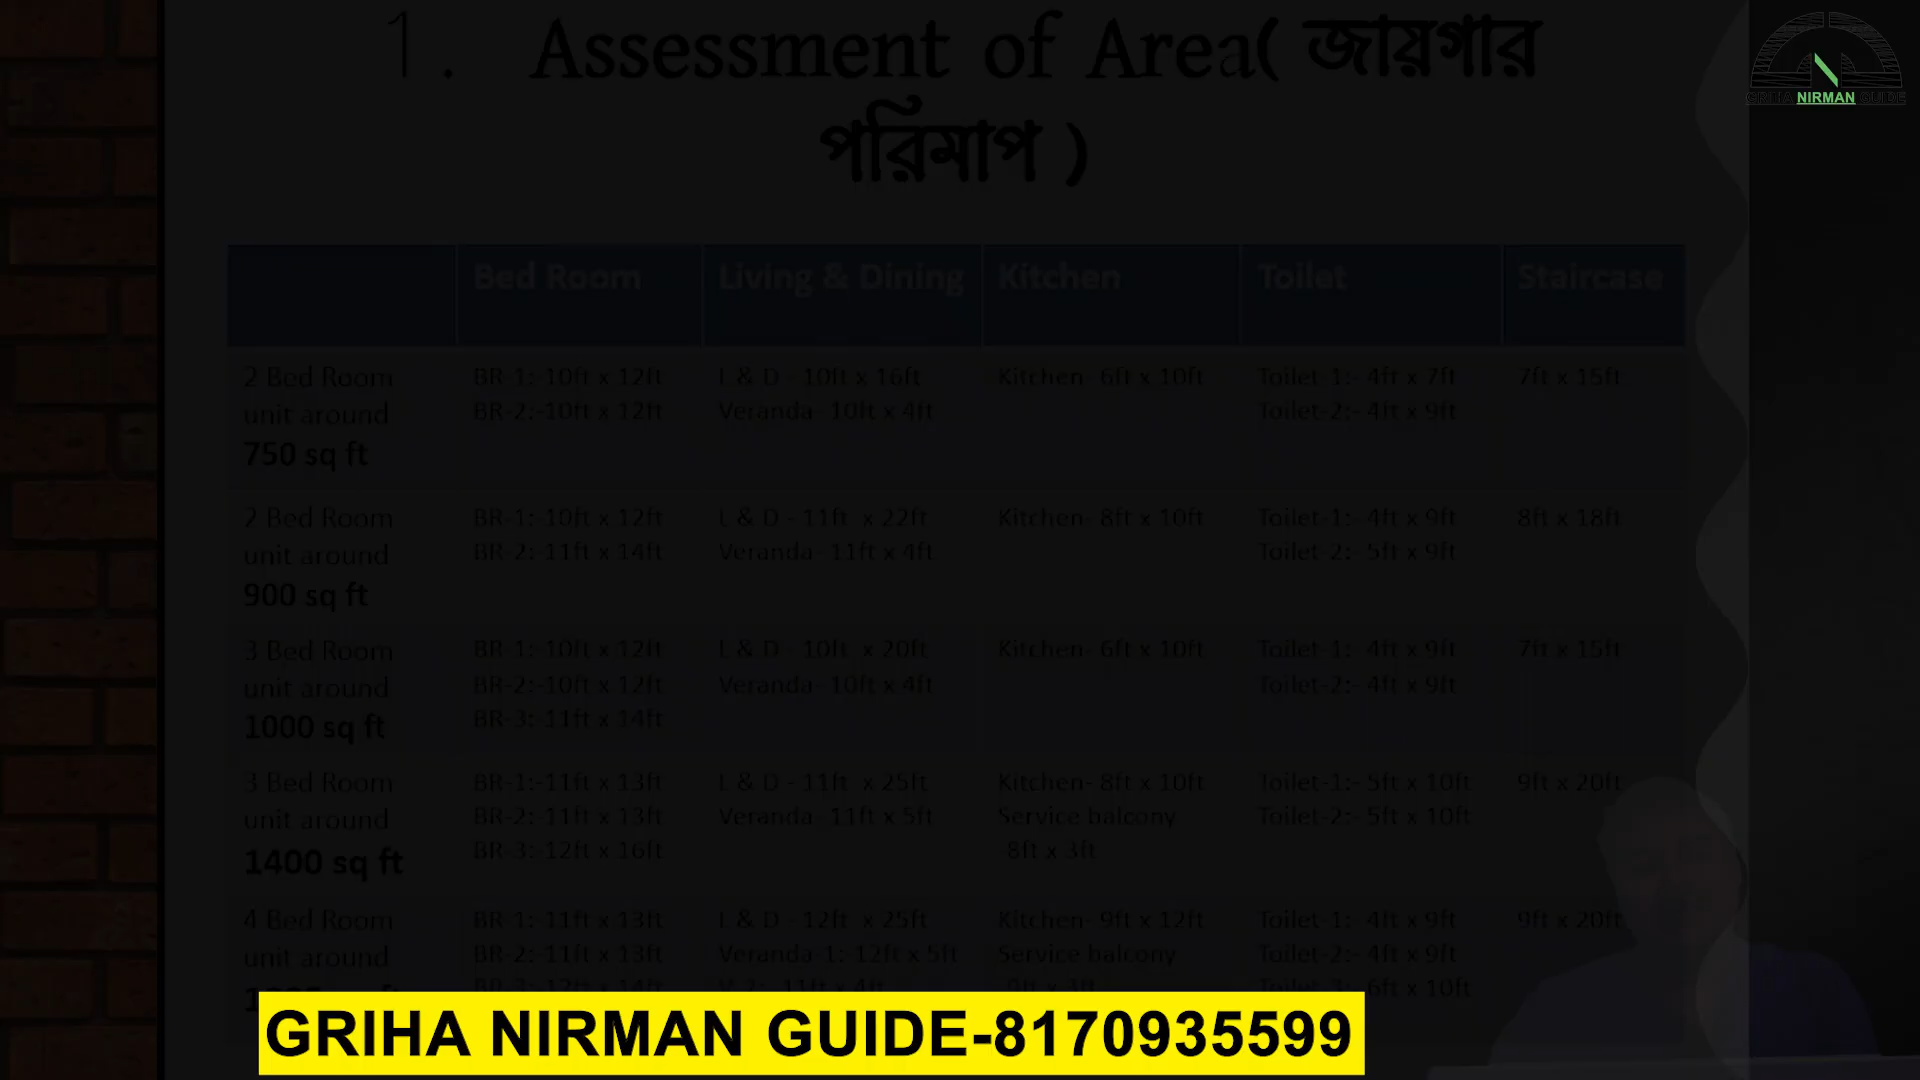 1. Assessment of Area( জায়গার
পরিমাপ )
GRIHA NIRMAN GUIDE
Bed Room Living & Dining Kitchen Toilet Staircase
2 Bed Room BR-1:-10ft x 12ft L & D - 10ft x 16ft Kitchen- 6ft x 10ft Toilet-1:- 4ft x 7ft 7ft x 15ft
unit around BR-2:-10ft x 12ft Veranda- 10ft x 4ft Toilet-2:- 4ft x 9ft
750 sq ft
2 Bed Room BR-1:-10ft x 12ft L & D - 11ft x 22ft Kitchen- 8ft x 10ft Toilet-1:- 4ft x 9ft 8ft x 18ft
unit around BR-2:-11ft x 14ft Veranda- 11ft x 4ft Toilet-2:- 5ft x 9ft
900 sq ft
3 Bed Room BR-1:-10ft x 12ft L & D - 10ft x 20ft Kitchen- 6ft x 10ft Toilet-1:- 4ft x 9ft 7ft x 15ft
unit around BR-2:-10ft x 12ft Veranda- 10ft x 4ft Toilet-2:- 4ft x 9ft
1000 sq ft BR-3:-11ft x 14ft
3 Bed Room BR-1:-11ft x 13ft L & D - 11ft x 25ft Kitchen- 8ft x 10ft Toilet-1:- 5ft x 10ft 9ft x 20ft
unit around BR-2:-11ft x 13ft Veranda- 11ft x 5ft Service balcony Toilet-2:- 5ft x 10ft
1400 sq ft BR-3:-12ft x 16ft -8ft x 3ft
4 Bed Room BR-1:-11ft x 13ft L & D - 12ft x 25ft Kitchen- 9ft x 12ft Toilet-1:- 4ft x 9ft 9ft x 20ft
unit around BR-2:-11ft x 13ft Veranda-1: 12ft x 5ft Service balcony Toilet-2:- 4ft x 9ft
BR-3:-12ft x 14ft 11ft x 4ft 6ft x 10ft
GRIHA NIRMAN GUIDE-8170935599